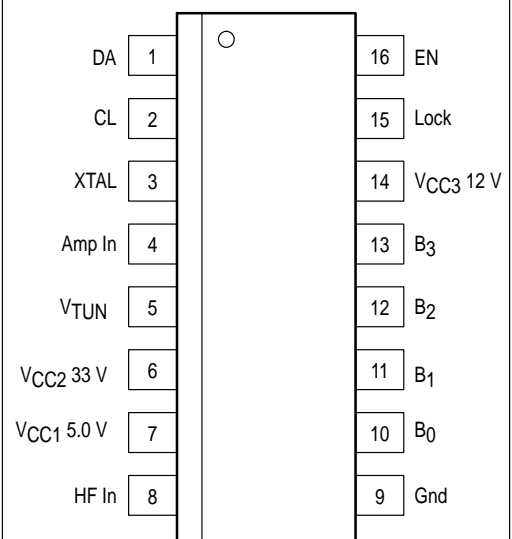 DA 1 16 EN
CL 2 15 Lock
XTAL 3 14 VCC3 12 V
Amp In 4 13 B3
VTUN 5 12 B2
VCC2 33 V 6 11 B1
VCC1 5.0 V 7 10 B0
HF In 8 9 Gnd